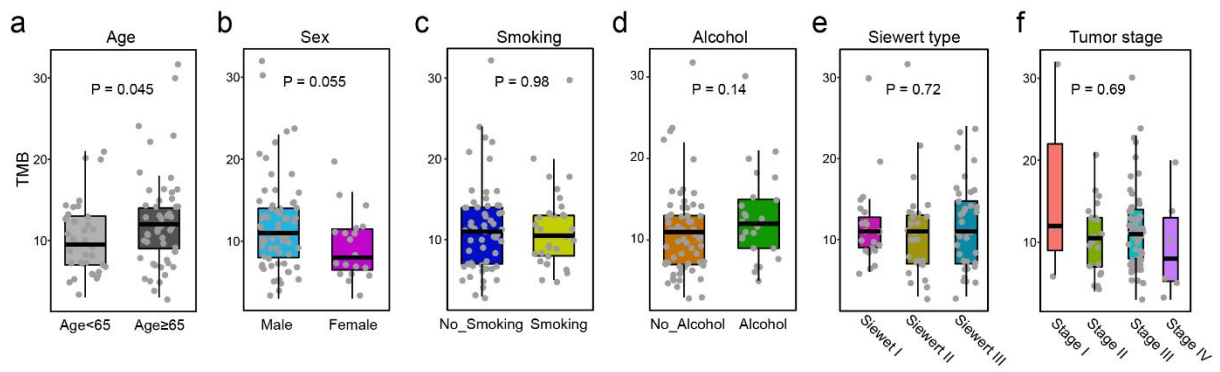 a
Age
TMB
30
20
10
P = 0.045
Age<65 Age≥65
b
Sex
30
20
10
P = 0.055
Male Female
c
Smoking
30
20
10
P = 0.98
No_Smoking Smoking
d
Alcohol
30
20
10
P = 0.14
No_Alcohol Alcohol
e
Siewert type
30
20
10
P = 0.72
Siewet I
Siewert II
Siewert III
f
Tumor stage
30
20
10
P = 0.69
Stage I
Stage II
Stage III
Stage IV